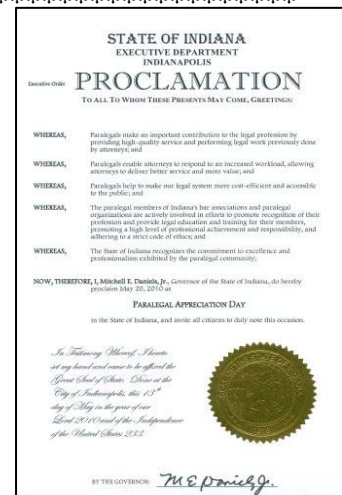 STATE OF INDIANA
EXECUTIVE DEPARTMENT
INDIANAPOLIS
Executive Order
PROCLAMATION
TO ALL TO WHOM THESE PRESENTS MAY COME, GREETINGS:
WHEREAS, Paralegals make an important contribution to the legal profession by
providing high-quality service and performing legal work previously done
by attorneys; and
WHEREAS, Paralegals enable attorneys to respond to an increased workload, allowing
attorneys to deliver better service and more value; and
WHEREAS, Paralegals help to make our legal system more cost-efficient and accessible
to the public; and
WHEREAS, The paralegal members of Indiana's bar associations and paralegal
organizations are actively involved in efforts to promote recognition of their
profession and provide legal education and training for their members,
promoting a high level of professional achievement and responsibility, and
adhering to a strict code of ethics; and
WHEREAS, The State of Indiana recognizes the commitment to excellence and
professionalism exhibited by the paralegal community;
NOW, THEREFORE, I, Mitchell E. Daniels, Jr., Governor of the State of Indiana, do hereby
proclaim May 20, 2010 as
PARALEGAL APPRECIATION DAY
in the State of Indiana, and invite all citizens to duly note this occasion.
In Testimony Whereof, I hereto
set my hand and cause to be affixed the
Great Seal of State. Done at the
City of Indianapolis, this 13th
day of May in the year of our
Lord 2010 and of the Independence
of the United States 233.
BY THE GOVERNOR: M E Daniels Jr.